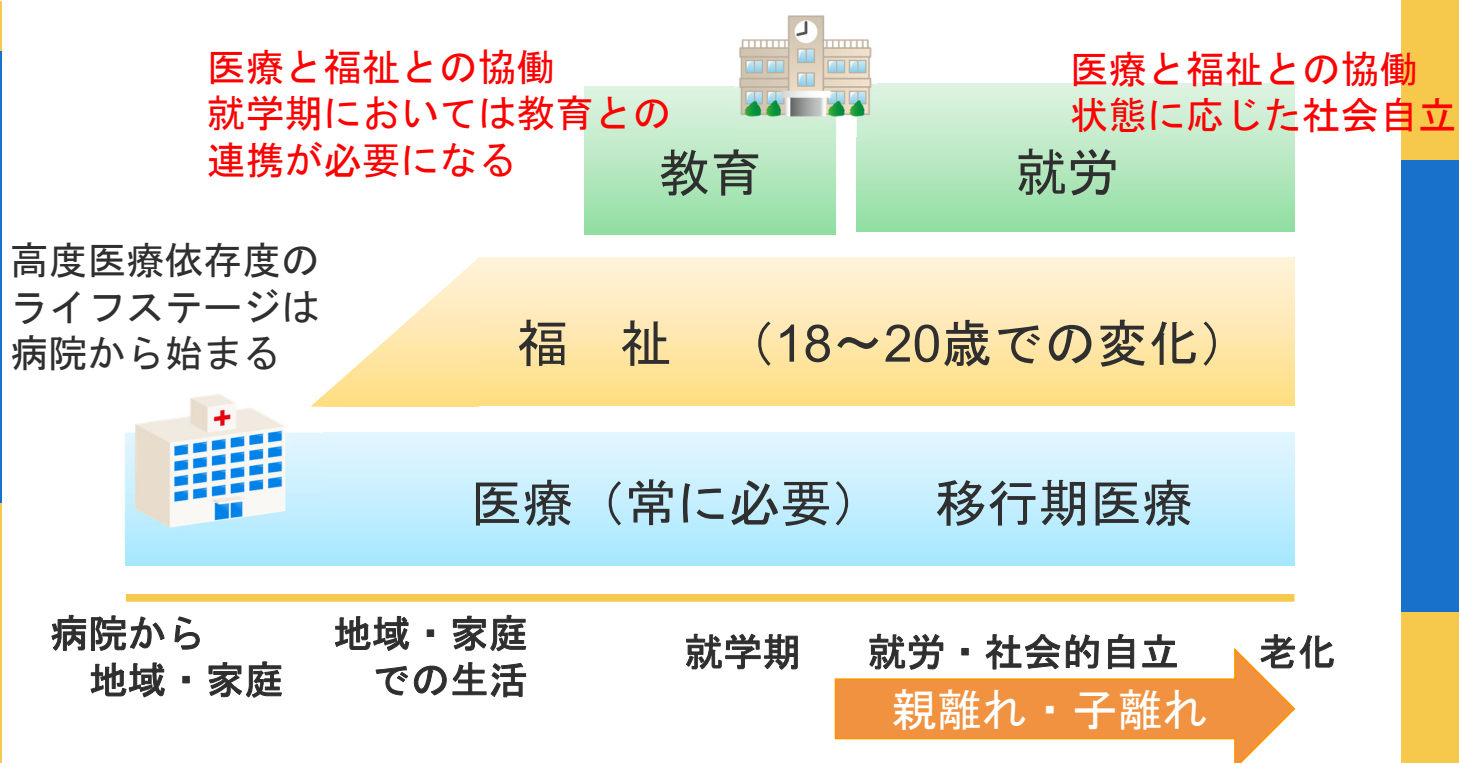 医療と福祉との協働
就学期においては教育との
連携が必要になる
医療と福祉との協働
状態に応じた社会自立
教育
就労
高度医療依存度の
ライフステージは
病院から始まる
福　祉　（18～20歳での変化）
医療（常に必要）　移行期医療
病院から
地域・家庭
地域・家庭
での生活
就学期
就労・社会的自立
老化
親離れ・子離れ